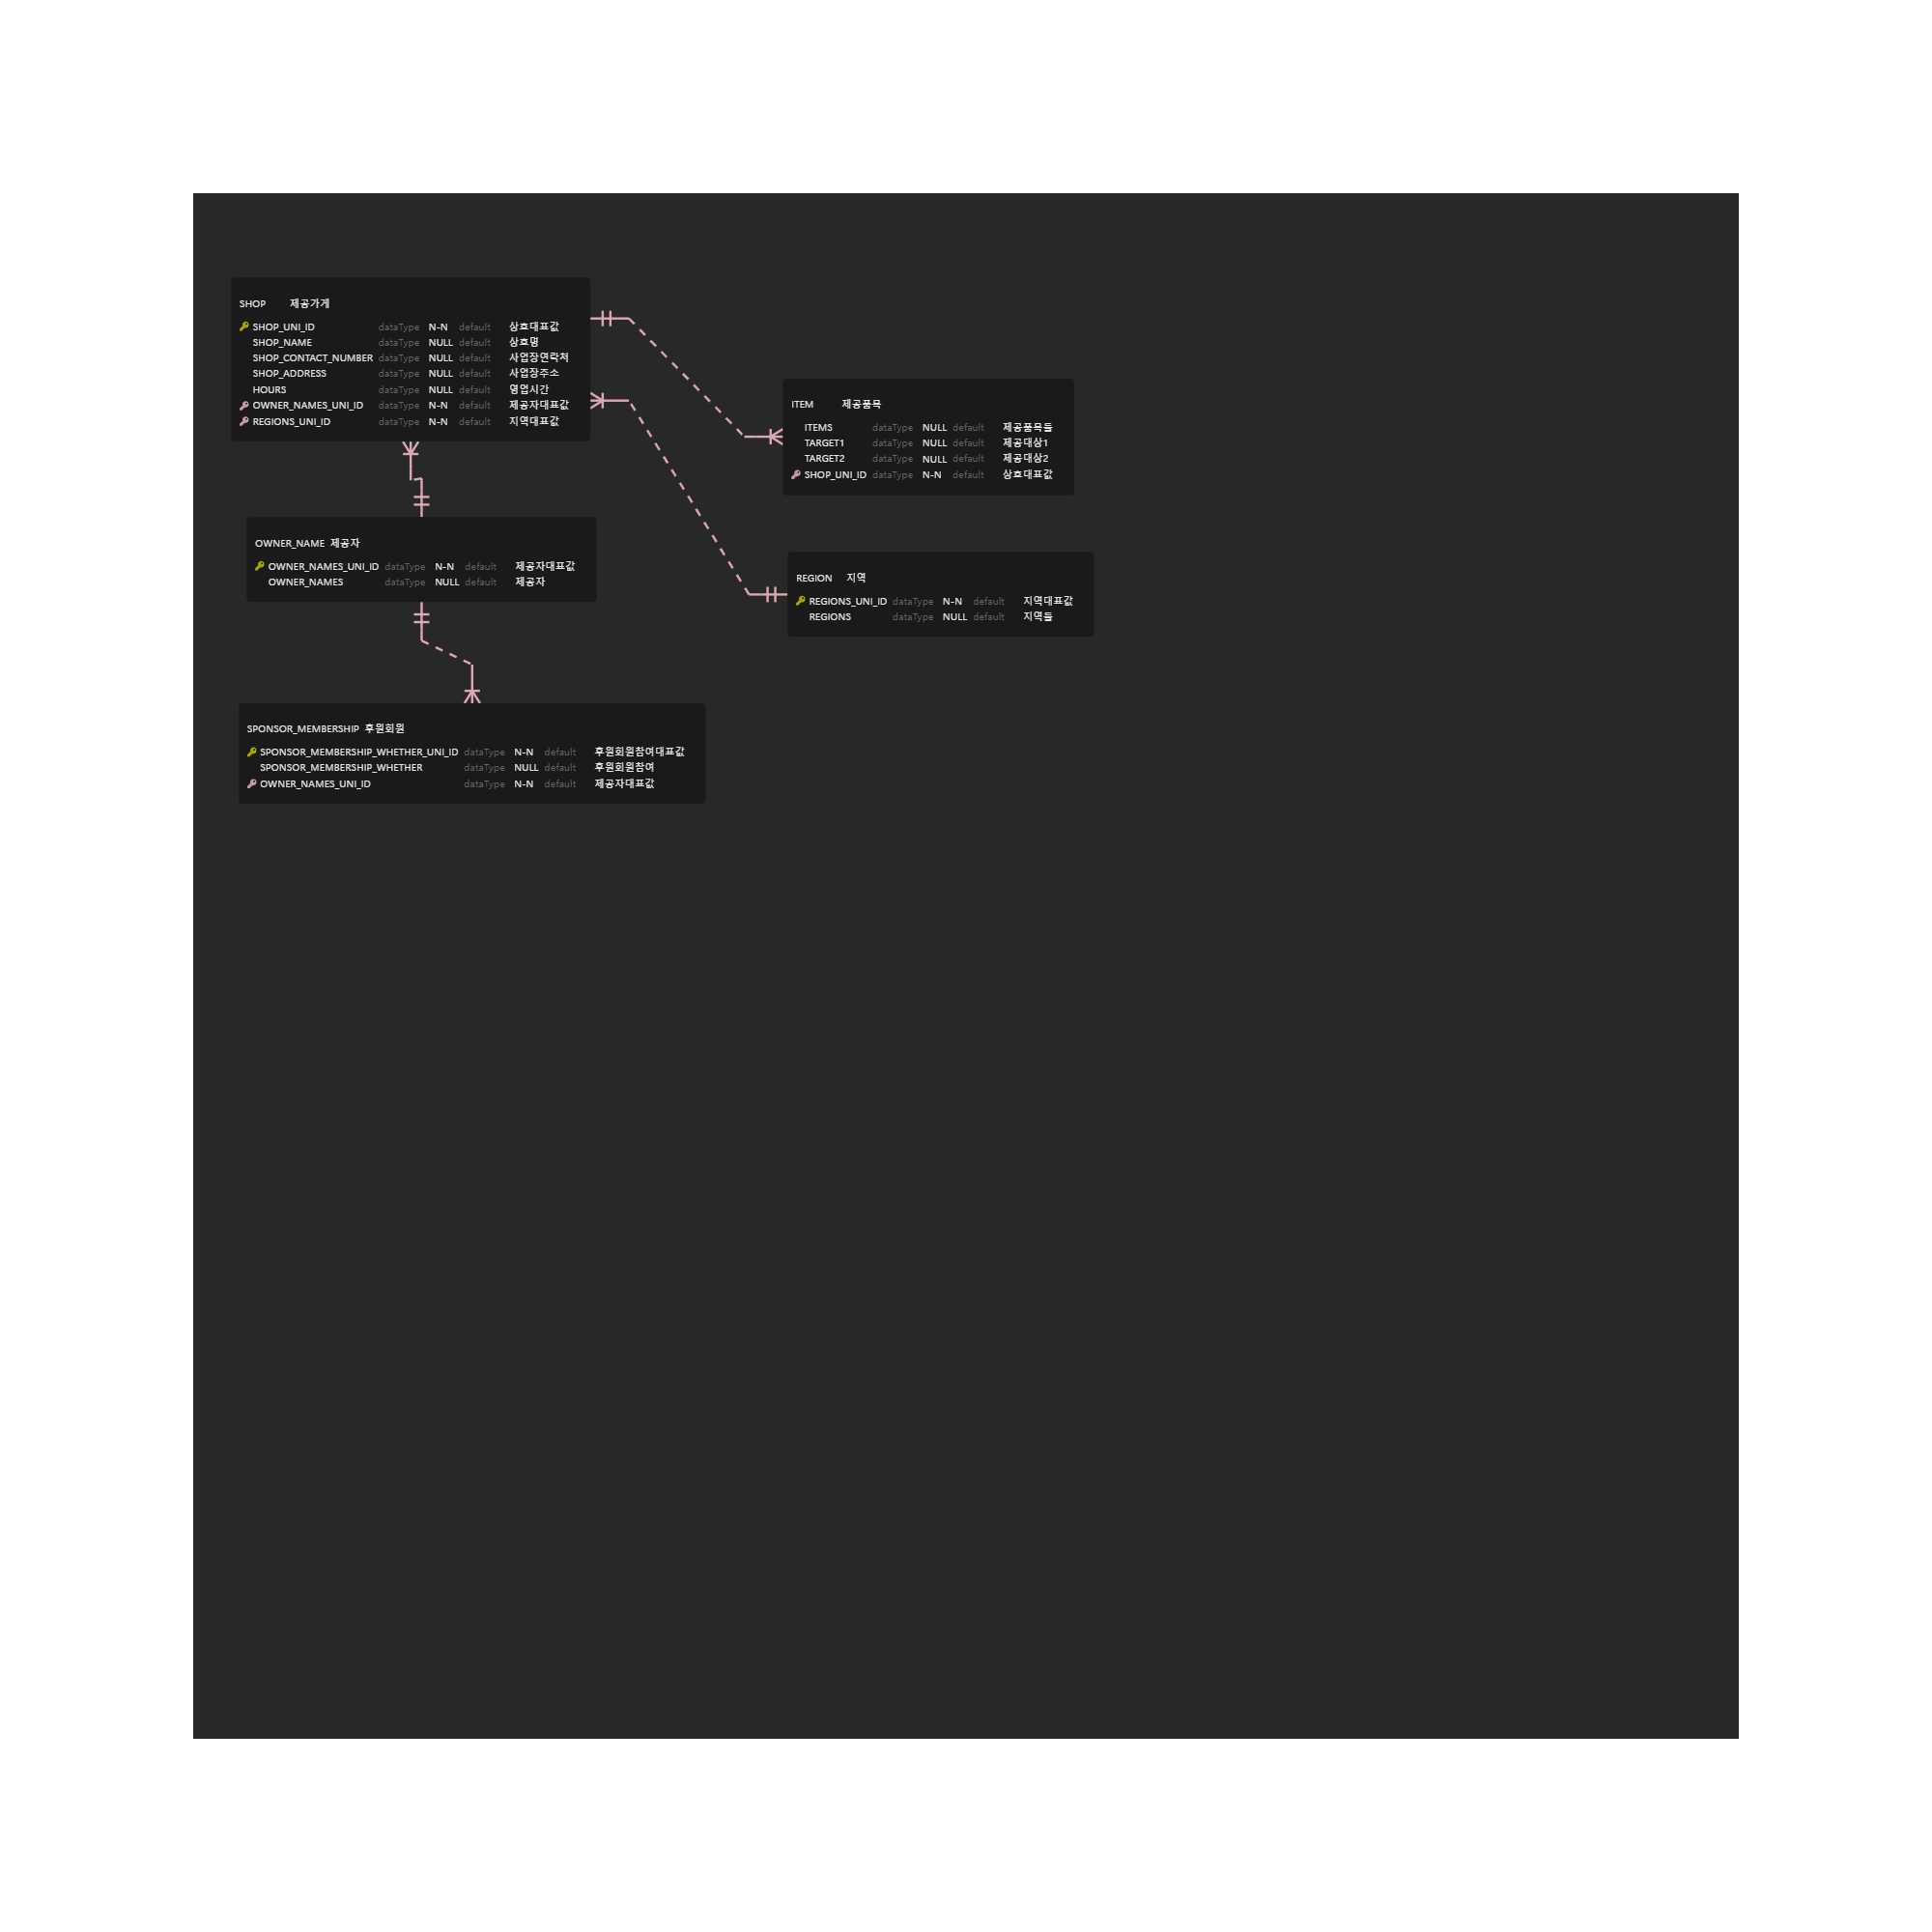 SHOP 제공가게
SHOP_UNI_ID dataType N-N default 상호대표값
SHOP_NAME dataType NULL default 상호명
SHOP_CONTACT_NUMBER dataType NULL default 사업장연락처
SHOP_ADDRESS dataType NULL default 사업장주소
HOURS dataType NULL default 영업시간
OWNER_NAMES_UNI_ID dataType N-N default 제공자대표값
REGIONS_UNI_ID dataType N-N default 지역대표값
ITEM 제공품목
ITEMS dataType NULL default 제공품목들
TARGET1 dataType NULL default 제공대상1
TARGET2 dataType NULL default 제공대상2
SHOP_UNI_ID dataType N-N default 상호대표값
OWNER_NAME 제공자
OWNER_NAMES_UNI_ID dataType N-N default 제공자대표값
OWNER_NAMES dataType NULL default 제공자
REGION 지역
REGIONS_UNI_ID dataType N-N default 지역대표값
REGIONS dataType NULL default 지역들
SPONSOR_MEMBERSHIP 후원회원
SPONSOR_MEMBERSHIP_WHETHER_UNI_ID dataType N-N default 후원회원참여대표값
SPONSOR_MEMBERSHIP_WHETHER dataType NULL default 후원회원참여
OWNER_NAMES_UNI_ID dataType N-N default 제공자대표값